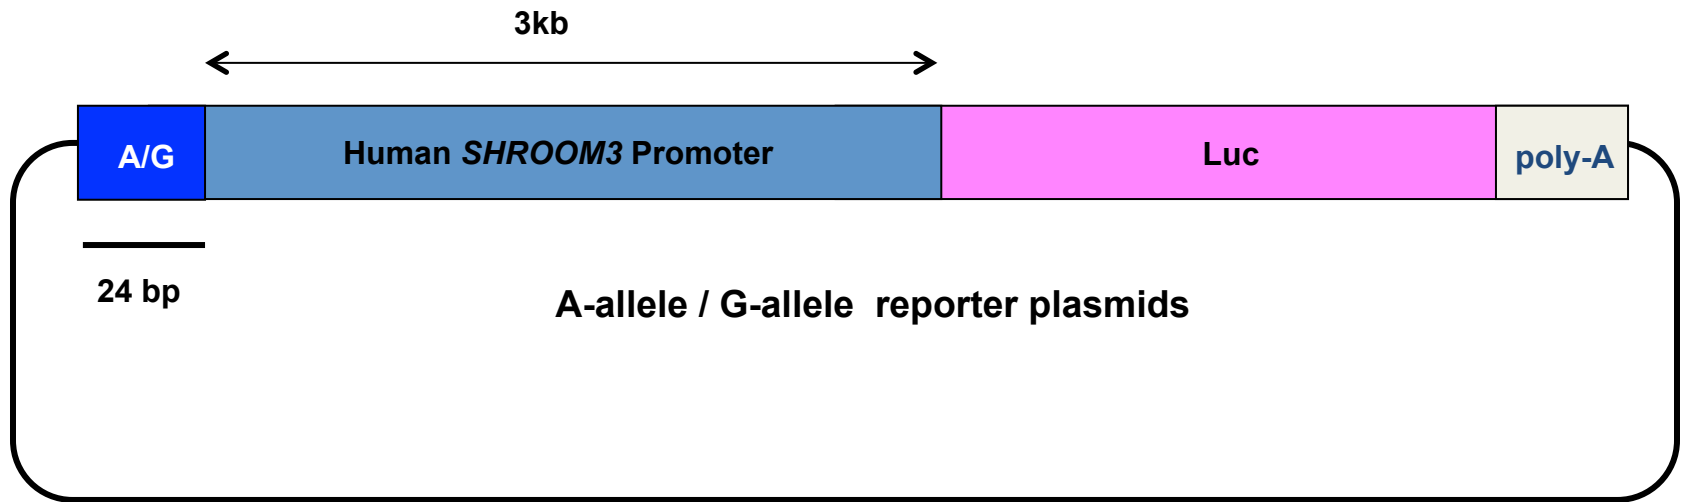 3kb
A/G
Human SHROOM3 Promoter
Luc
poly-A
24 bp
A-allele / G-allele reporter plasmids